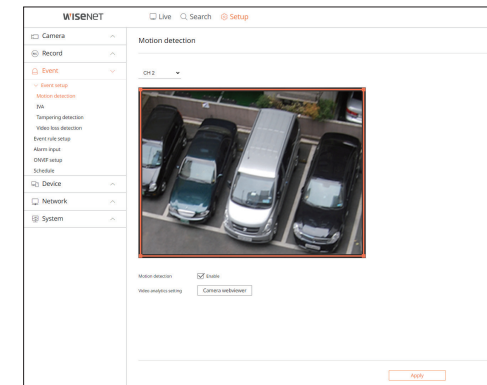 WISENET
Live Search Setup
Camera
Record
Event
Event setup
Motion detection
IVA
Tampering detection
Video loss detection
Event rule setup
Alarm input
ONVIF setup
Schedule
Device
Network
System
Motion detection
CH 2
Motion detection Enable
Video analytics setting Camera webviewer
Apply